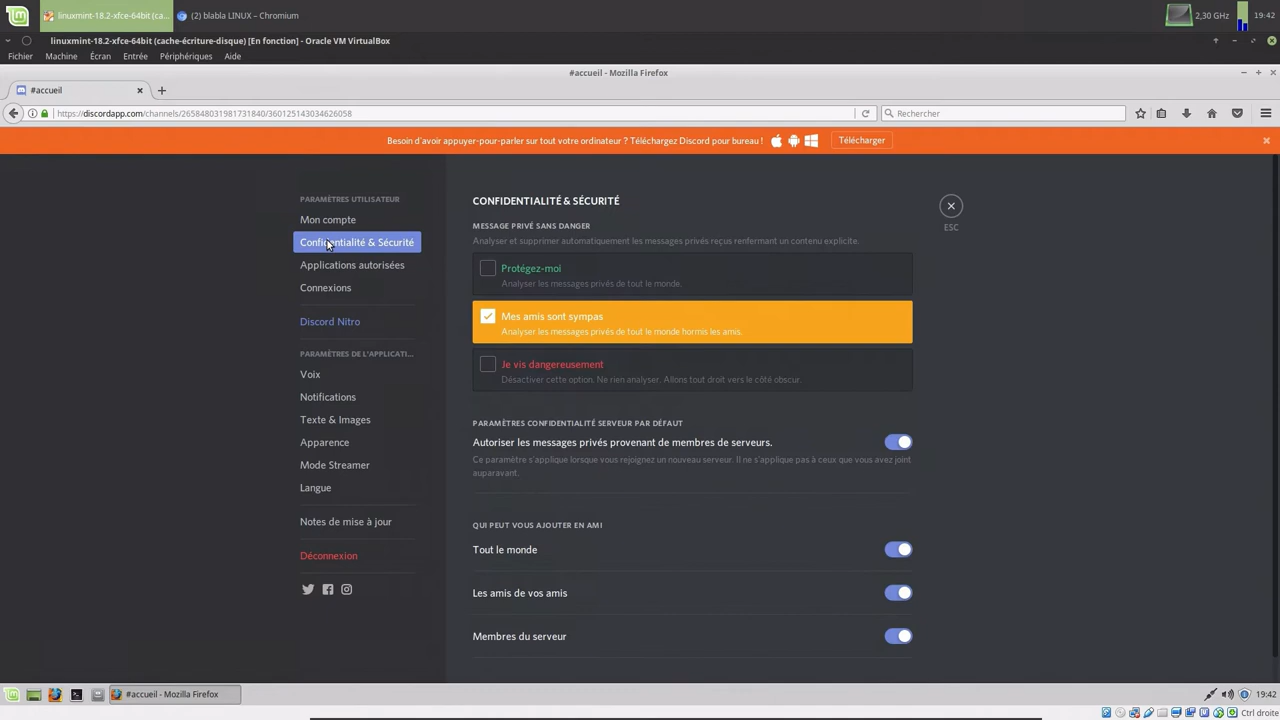 linuxmint-18.2-xfce-64bit (ca...
(2) blabla LINUX – Chromium
2,30 GHz
19:42
linuxmint-18.2-xfce-64bit (cache-écriture-disque) [En fonction] - Oracle VM VirtualBox
Fichier Machine Écran Entrée Périphériques Aide
#accueil - Mozilla Firefox
#accueil
https://discordapp.com/channels/265848031981731840/360125143034626058
Rechercher
Besoin d'avoir appuyer-pour-parler sur tout votre ordinateur ? Téléchargez Discord pour bureau !
Télécharger
PARAMÈTRES UTILISATEUR
Mon compte
Confidentialité & Sécurité
Applications autorisées
Connexions
Discord Nitro
PARAMÈTRES DE L'APPLICATI...
Voix
Notifications
Texte & Images
Apparence
Mode Streamer
Langue
Notes de mise à jour
Déconnexion
CONFIDENTIALITÉ & SÉCURITÉ
ESC
MESSAGE PRIVÉ SANS DANGER
Analyser et supprimer automatiquement les messages privés reçus renfermant un contenu explicite.
Protégez-moi
Analyser les messages privés de tout le monde.
Mes amis sont sympas
Analyser les messages privés de tout le monde hormis les amis.
Je vis dangereusement
Désactiver cette option. Ne rien analyser. Allons tout droit vers le côté obscur.
PARAMÈTRES CONFIDENTIALITÉ SERVEUR PAR DÉFAUT
Autoriser les messages privés provenant de membres de serveurs.
Ce paramètre s'applique lorsque vous rejoignez un nouveau serveur. Il ne s'applique pas à ceux que vous avez joint
auparavant.
QUI PEUT VOUS AJOUTER EN AMI
Tout le monde
Les amis de vos amis
Membres du serveur
#accueil - Mozilla Firefox
19:42
Ctrl droite